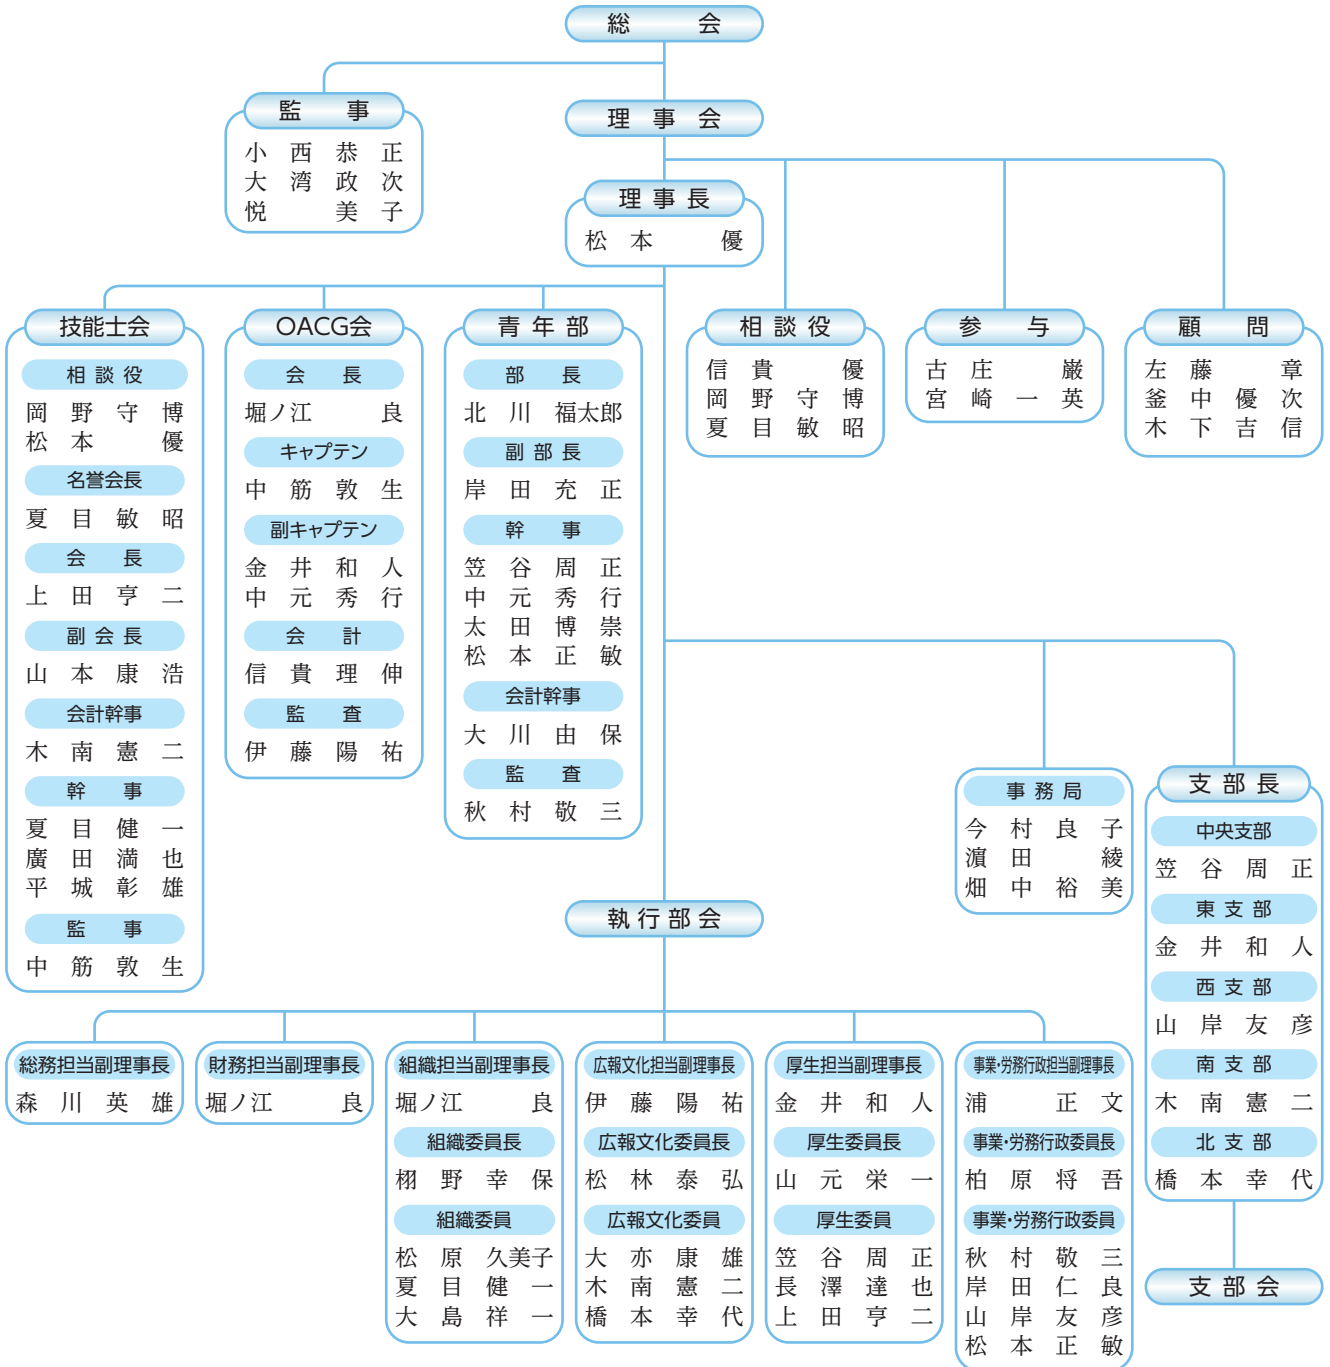 総会
監事
小西恭正
大湾政次
悦美子
理事会
理事長
松本優
技能士会
相談役
岡野守博
松本優
名誉会長
夏目敏昭
会長
上田亨二
副会長
山本康浩
会計幹事
木南憲二
幹事
夏目健一
廣田満也
平城彰雄
監事
中筋敦生
OACG会
会長
堀ノ江良
キャプテン
中筋敦生
副キャプテン
金井和人
中元秀行
会計
信貴理伸
監査
伊藤陽祐
青年部
部長
北川福太郎
副部長
岸田充正
幹事
笠谷周正
中元秀行
太田博崇
松本正敏
会計幹事
大川由保
監査
秋村敬三
相談役
信貴優
岡野守博
夏目敏昭
参与
古庄巌
宮崎一英
顧問
左藤章
釜中優次
木下吉信
事務局
今村良子
濵田綾
畑中裕美
支部長
中央支部
笠谷周正
東支部
金井和人
西支部
山岸友彦
南支部
木南憲二
北支部
橋本幸代
支部会
執行部会
総務担当副理事長
森川英雄
財務担当副理事長
堀ノ江良
組織担当副理事長
堀ノ江良
組織委員長
栩野幸保
組織委員
松原久美子
夏目健一
大島祥一
広報文化担当副理事長
伊藤陽祐
広報文化委員長
松林泰弘
広報文化委員
大亦康雄
木南憲二
橋本幸代
厚生担当副理事長
金井和人
厚生委員長
山元栄一
厚生委員
笠谷周正
長澤達也
上田亨二
事業・労務行政担当副理事長
浦正文
事業・労務行政委員長
柏原将吾
事業・労務行政委員
秋村敬三
岸田仁良
山岸友彦
松本正敏